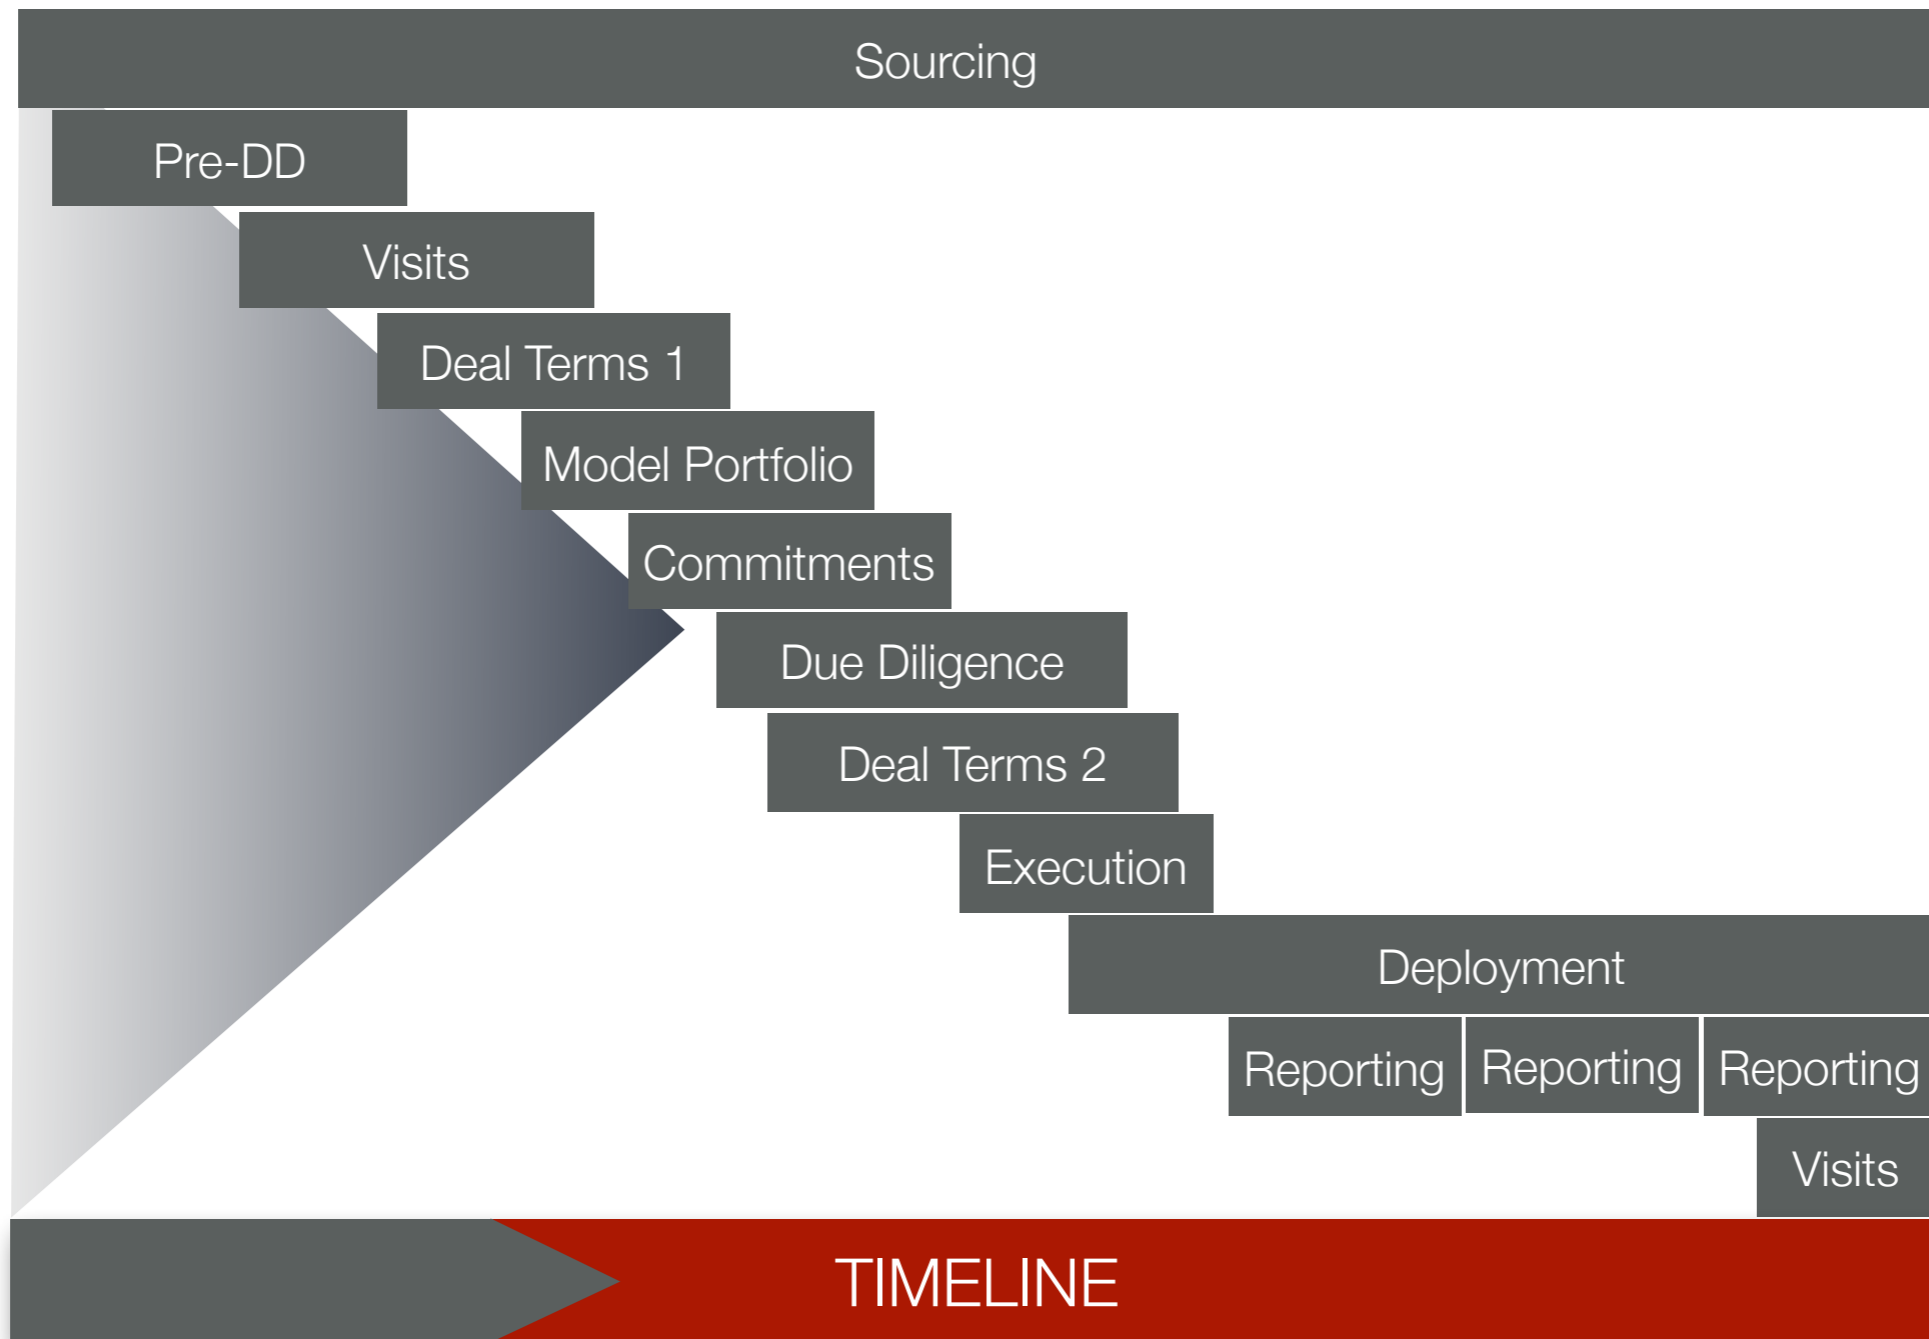 Sourcing
Pre-DD
Visits
Deal Terms 1
Model Portfolio
Commitments
Due Diligence
Deal Terms 2
Execution
Deployment
Reporting Reporting Reporting
Visits
TIMELINE